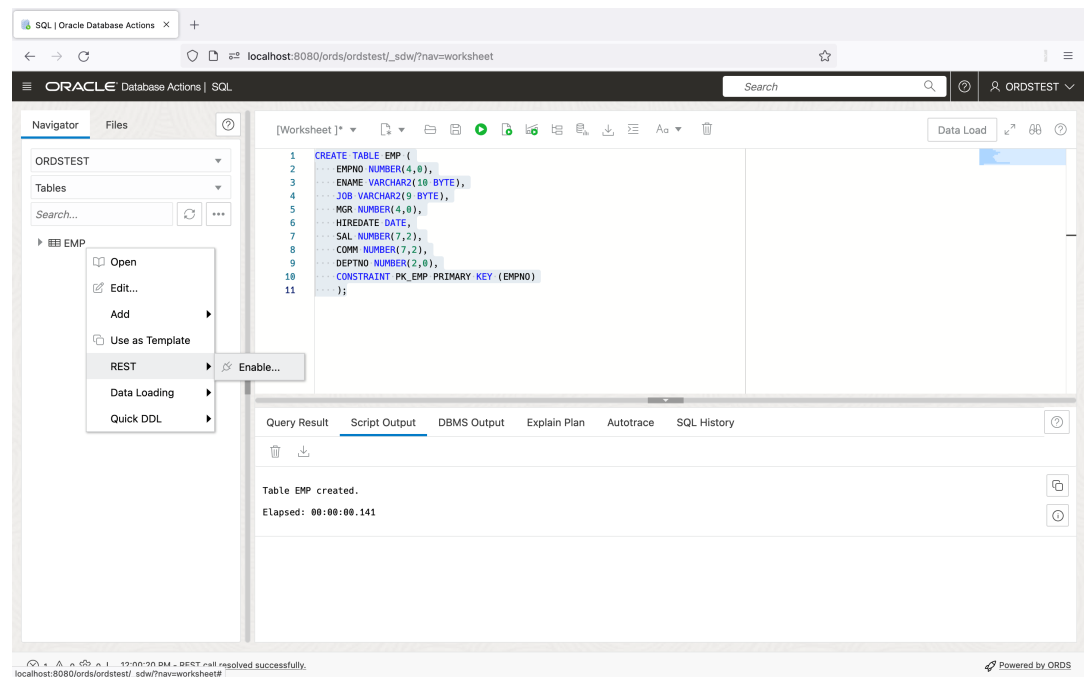 SQL | Oracle Database Actions
localhost:8080/ords/ordstest/_sdw/?nav=worksheet
ORACLE Database Actions | SQL
Search
ORDSTEST
Navigator
Files
ORDSTEST
Tables
Search...
EMP
Open
Edit...
Add
Use as Template
REST
Enable...
Data Loading
Quick DDL
[Worksheet ]*
Aa
Data Load
1 CREATE TABLE EMP (
2 EMPNO NUMBER(4,0),
3 ENAME VARCHAR2(10 BYTE),
4 JOB VARCHAR2(9 BYTE),
5 MGR NUMBER(4,0),
6 HIREDATE DATE,
7 SAL NUMBER(7,2),
8 COMM NUMBER(7,2),
9 DEPTNO NUMBER(2,0),
10 CONSTRAINT PK_EMP PRIMARY KEY (EMPNO)
11 );
Query Result
Script Output
DBMS Output
Explain Plan
Autotrace
SQL History
Table EMP created.
Elapsed: 00:00:00.141
12:00:20 PM - REST call resolved successfully.
localhost:8080/ords/ordstest/_sdw/?nav=worksheet#
Powered by ORDS